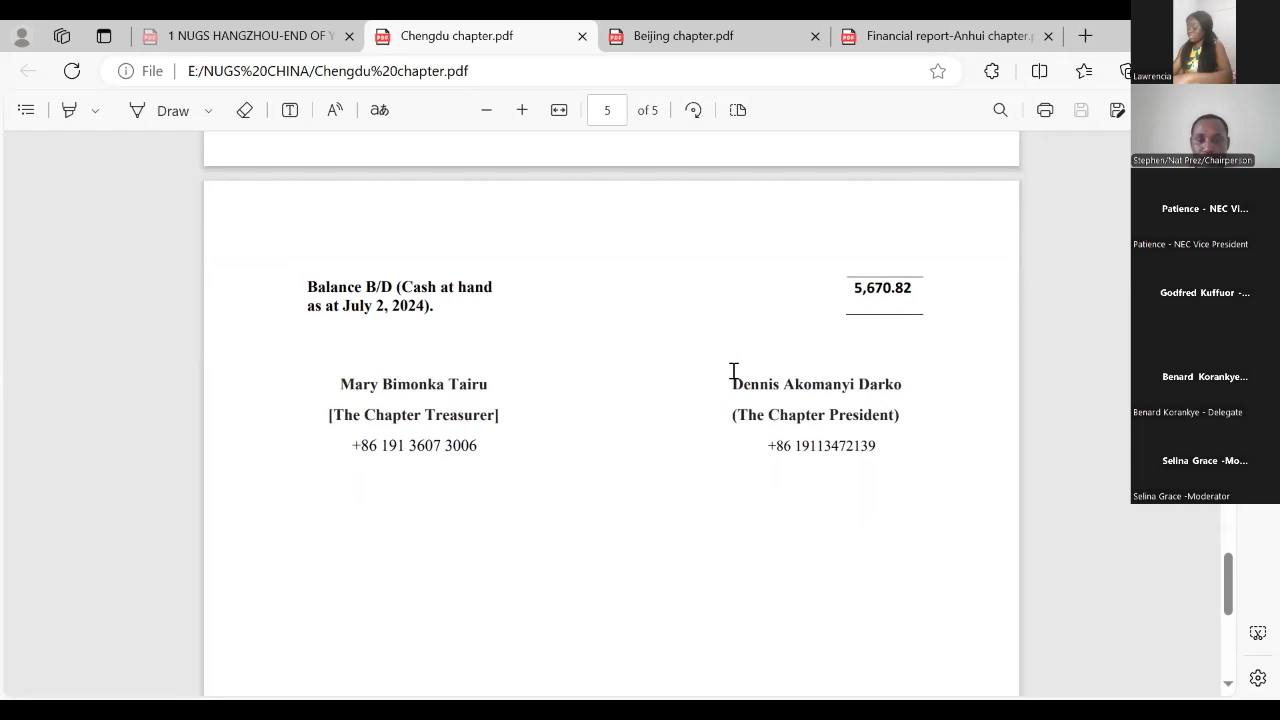 1 NUGS HANGZHOU-END OF Y
Chengdu chapter.pdf
Beijing chapter.pdf
Financial report-Anhui chapter.p
File
E:/NUGS%20CHINA/Chengdu%20chapter.pdf
Draw
5 of 5
Balance B/D (Cash at hand
as at July 2, 2024).
5,670.82
Mary Bimonka Tairu
Dennis Akomanyi Darko
[The Chapter Treasurer]
(The Chapter President)
+86 191 3607 3006
+86 19113472139
Lawrencia
Stephen/Nat Prez/Chairperson
Patience - NEC Vi...
Patience - NEC Vice President
Godfred Kuffuor -...
Benard Korankye...
Benard Korankye - Delegate
Selina Grace -Mo...
Selina Grace -Moderator